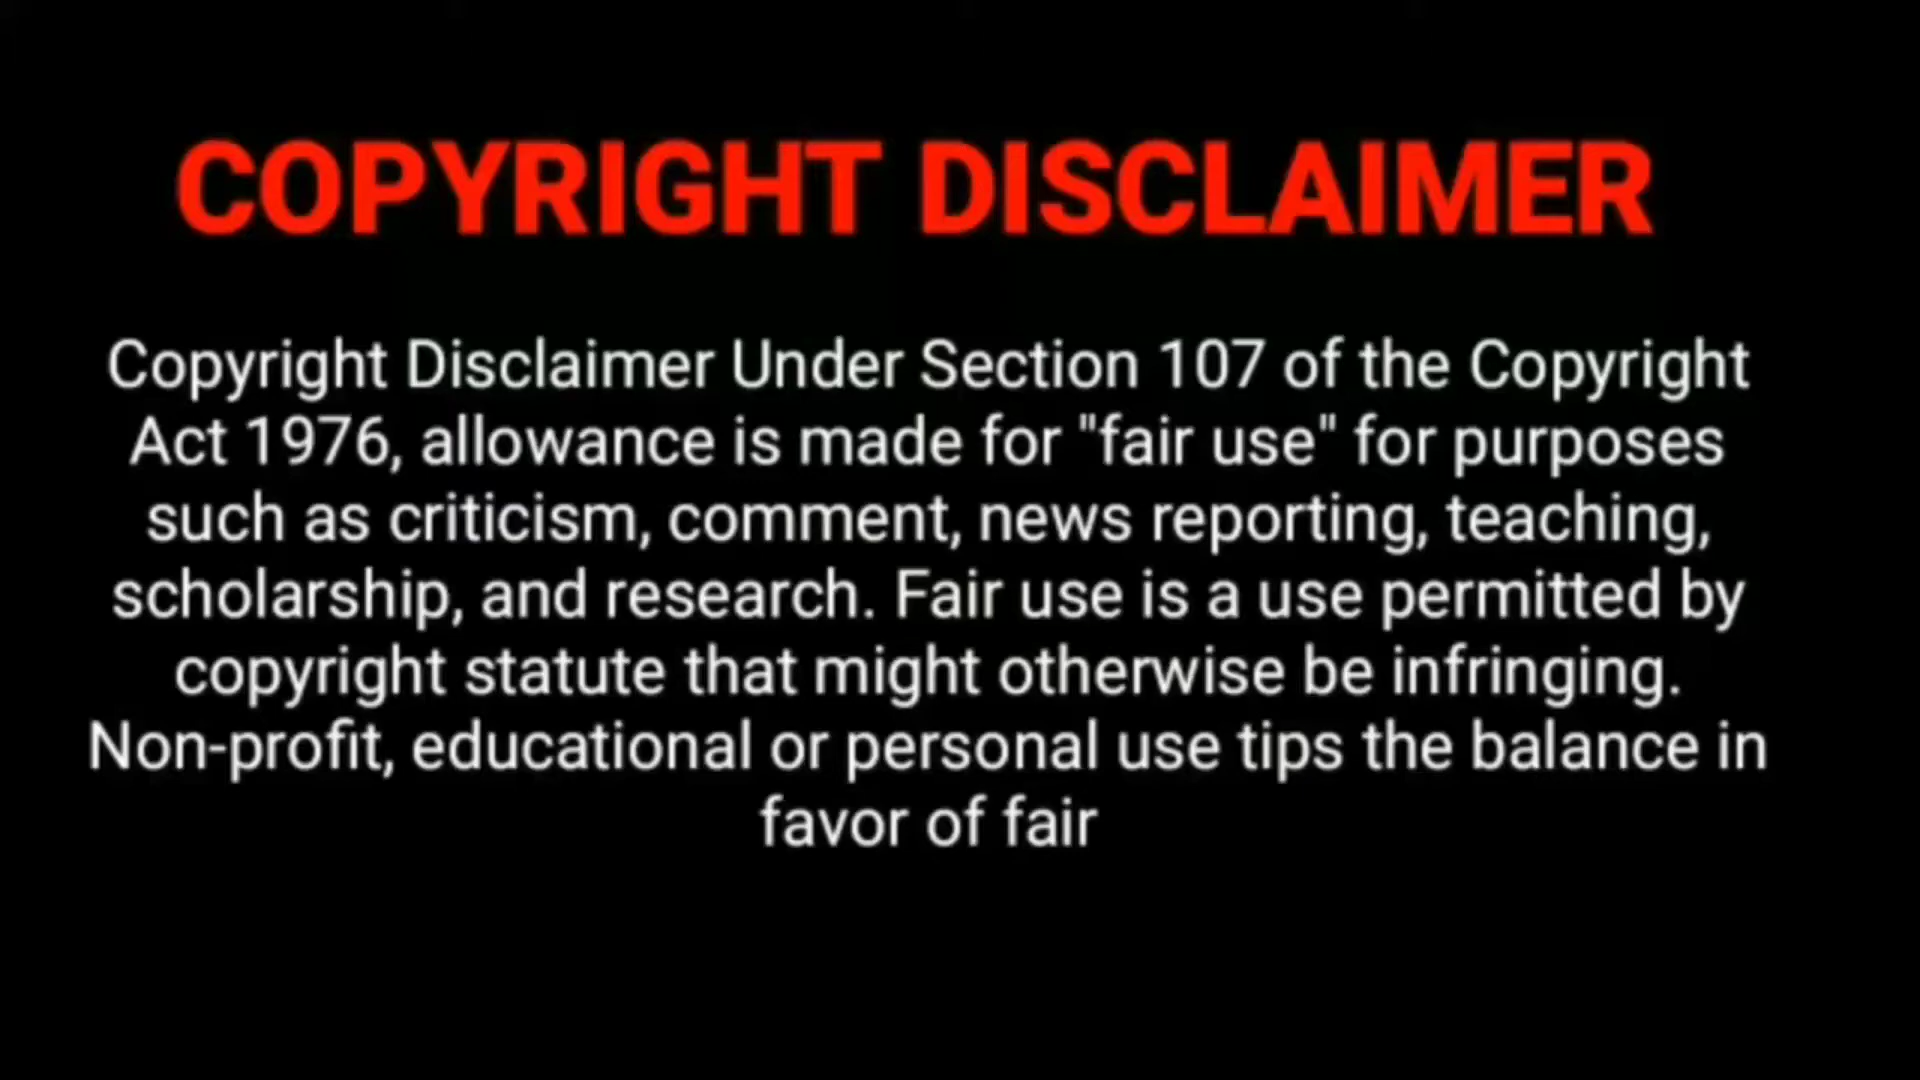 COPYRIGHT DISCLAIMER
Copyright Disclaimer Under Section 107 of the Copyright
Act 1976, allowance is made for "fair use" for purposes
such as criticism, comment, news reporting, teaching,
scholarship, and research. Fair use is a use permitted by
copyright statute that might otherwise be infringing.
Non-profit, educational or personal use tips the balance in
favor of fair